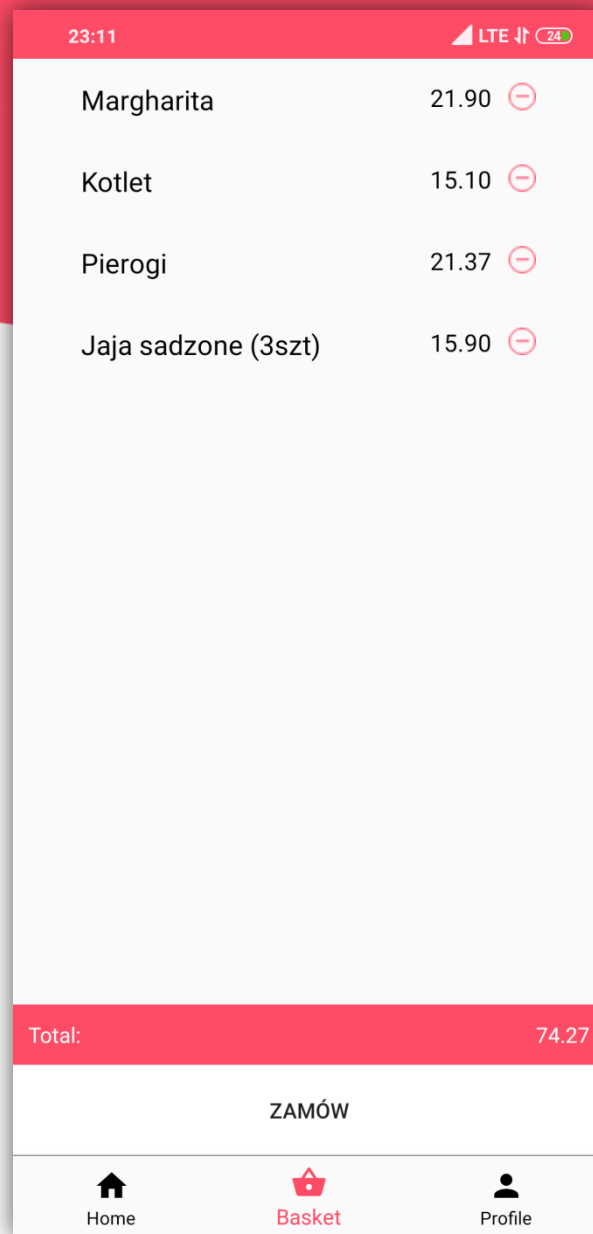 23:11 LTE 24
Margharita 21.90
Kotlet 15.10
Pierogi 21.37
Jaja sadzone (3szt) 15.90
Total: 74.27
ZAMÓW
Home Basket Profile